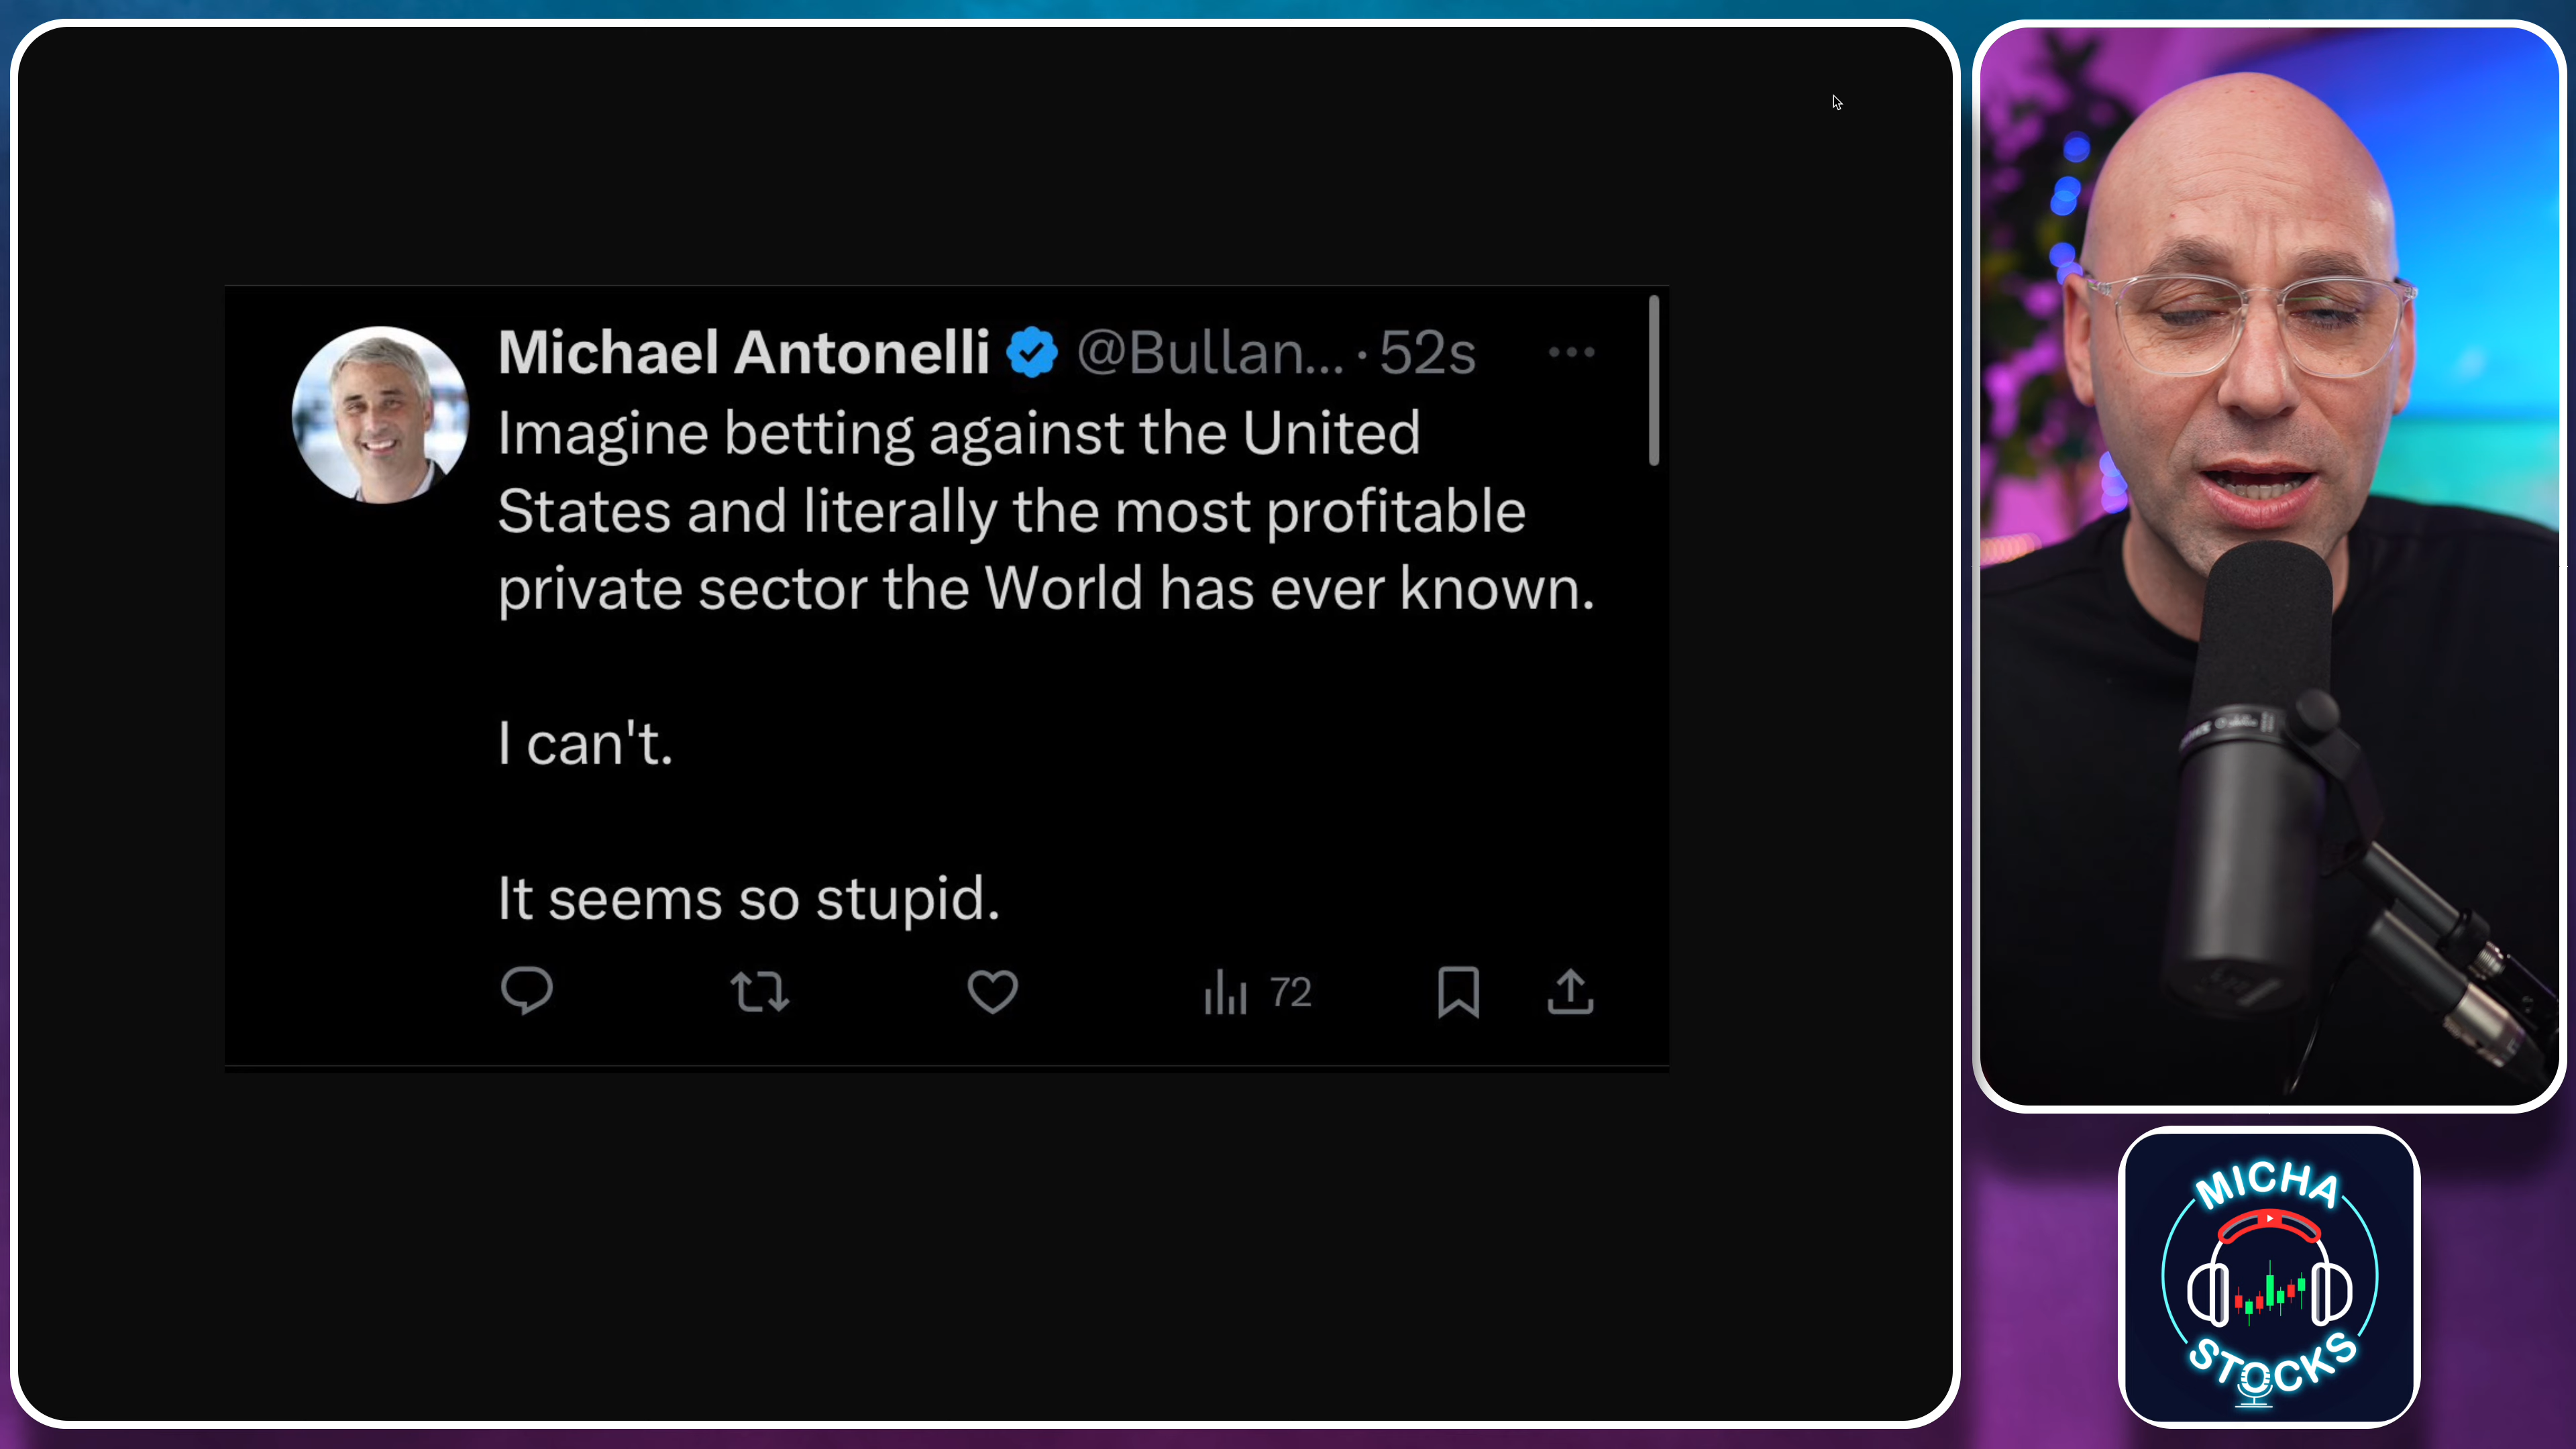 Michael Antonelli @Bullan... · 52s
Imagine betting against the United
States and literally the most profitable
private sector the World has ever known.
I can't.
It seems so stupid.
72
MICHA
STOCKS